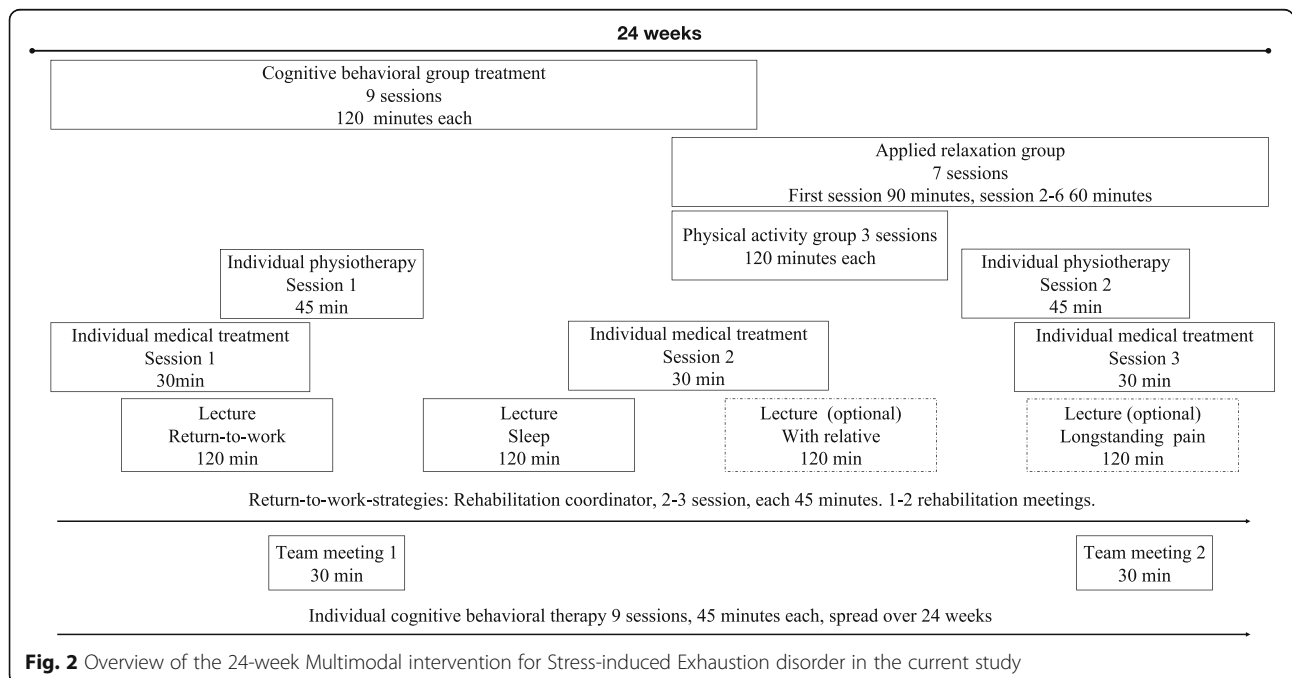 24 weeks
Cognitive behavioral group treatment
9 sessions
120 minutes each
Applied relaxation group
7 sessions
First session 90 minutes, session 2-6 60 minutes
Physical activity group 3 sessions
120 minutes each
Individual physiotherapy
Session 1
45 min
Individual physiotherapy
Session 2
45 min
Individual medical treatment
Session 1
30min
Individual medical treatment
Session 2
30 min
Individual medical treatment
Session 3
30 min
Lecture
Return-to-work
120 min
Lecture
Sleep
120 min
Lecture (optional)
With relative
120 min
Lecture (optional)
Longstanding pain
120 min
Return-to-work-strategies: Rehabilitation coordinator, 2-3 session, each 45 minutes. 1-2 rehabilitation meetings.
Team meeting 1
30 min
Team meeting 2
30 min
Individual cognitive behavioral therapy 9 sessions, 45 minutes each, spread over 24 weeks
Fig. 2 Overview of the 24-week Multimodal intervention for Stress-induced Exhaustion disorder in the current study